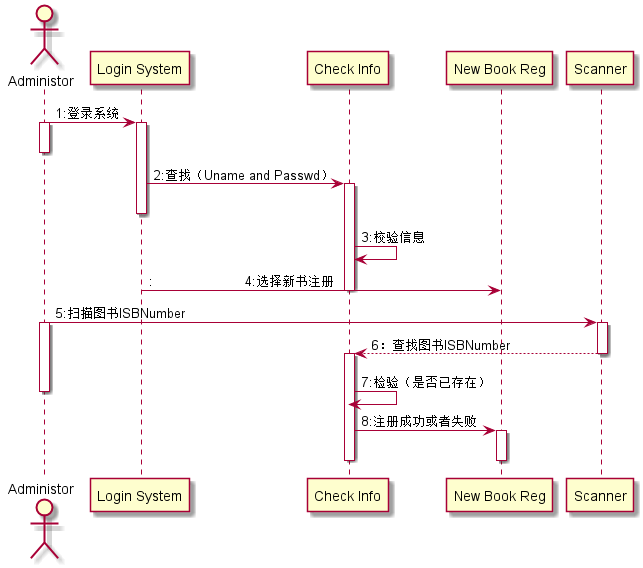 Administor
Login System
Check Info
New Book Reg
Scanner
1:登录系统
2:查找（Uname and Passwd）
3:校验信息
: 4:选择新书注册
5:扫描图书ISBNumber
6：查找图书ISBNumber
7:检验（是否已存在）
8:注册成功或者失败
Administor
Login System
Check Info
New Book Reg
Scanner